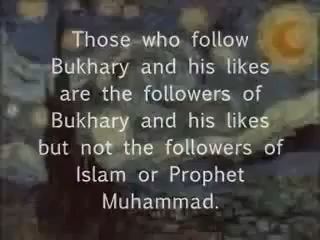 Those who follow
Bukhary and his likes
are the followers of
Bukhary and his likes
but not the followers of
Islam or Prophet
Muhammad.